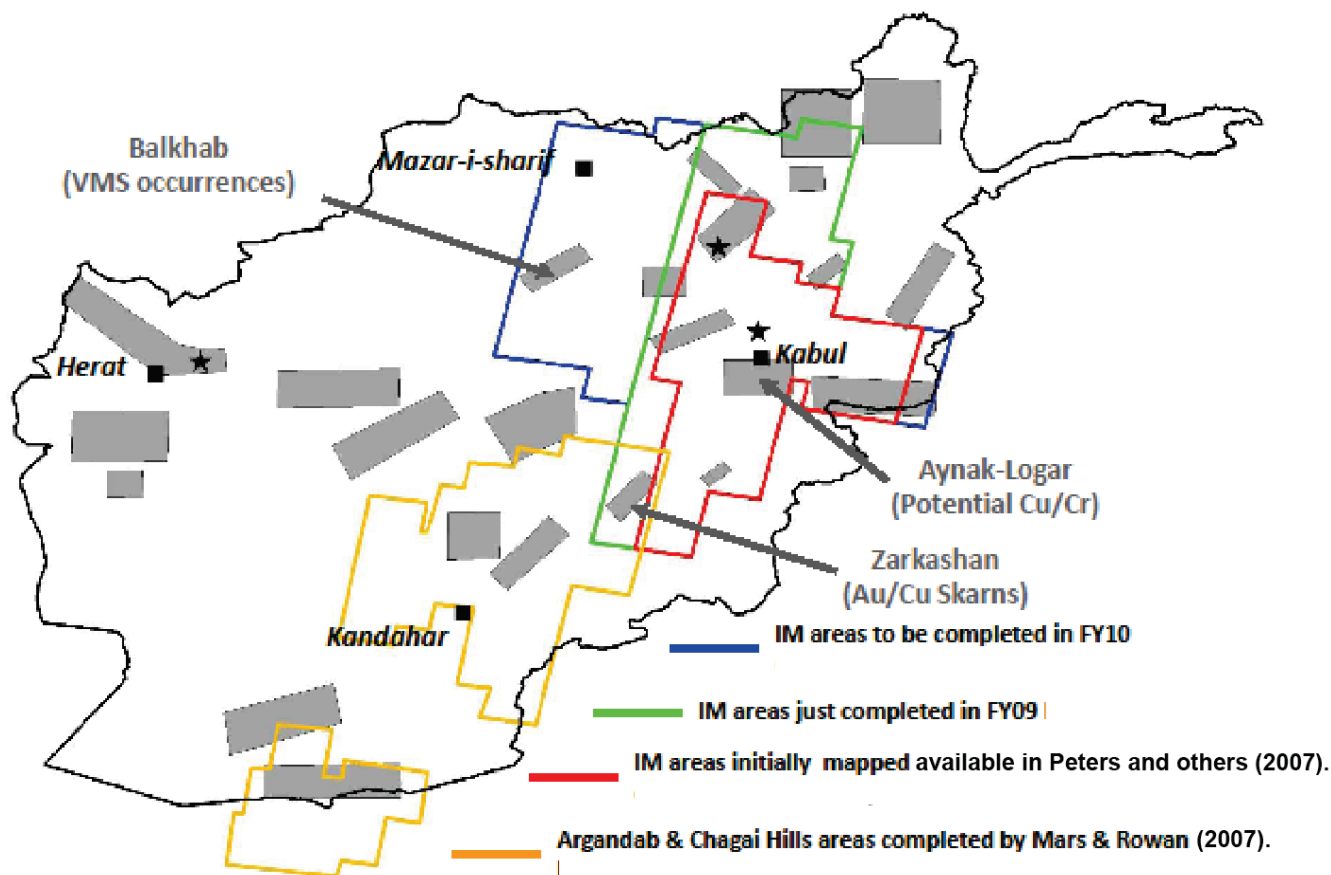 Balkhab
(VMS occurrences)
Mazar-i-sharif
Herat
Kabul
Aynak-Logar
(Potential Cu/Cr)
Zarkashan
(Au/Cu Skarns)
Kandahar
IM areas to be completed in FY10
IM areas just completed in FY09
IM areas initially mapped available in Peters and others (2007).
Argandab & Chagai Hills areas completed by Mars & Rowan (2007).